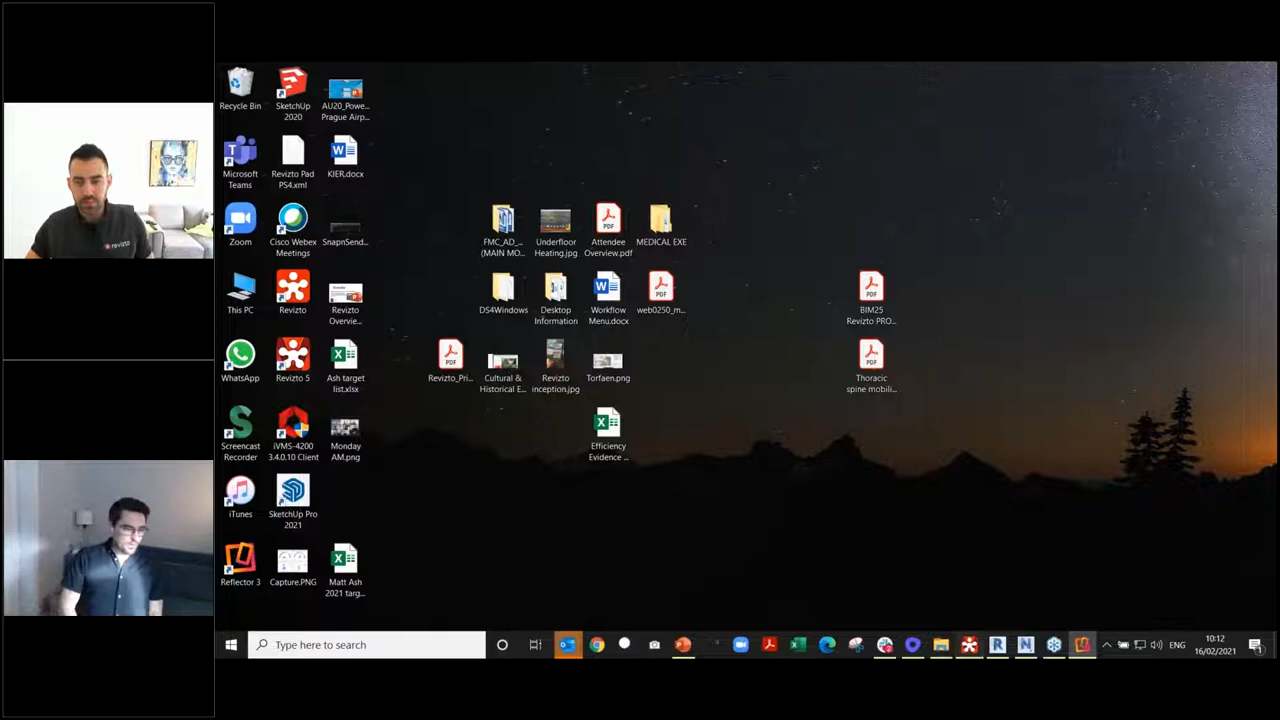 revizto
Recycle Bin
SketchUp
2020
AU20_Powe...
Prague Airp...
Microsoft
Teams
Revizto Pad
PS4.xml
KIER.docx
Zoom
Cisco Webex
Meetings
SnapnSend...
FMC_AD_...
(MAIN MO...
Underfloor
Heating.jpg
Attendee
Overview.pdf
MEDICAL EXE
This PC
Revizto
Revizto
Overvie...
DS4Windows
Desktop
Information
Workflow
Menu.docx
web0250_m...
BIM25
Revizto PRO...
WhatsApp
Revizto 5
Ash target
list.xlsx
Revizto_Pri...
Cultural &
Historical E...
Revizto
inception.jpg
Torfaen.png
Thoracic
spine mobili...
Screencast
Recorder
iVMS-4200
3.4.0.10 Client
Monday
AM.png
Efficiency
Evidence ...
iTunes
SketchUp Pro
2021
Reflector 3
Capture.PNG
Matt Ash
2021 targ...
Type here to search
ENG
10:12
16/02/2021